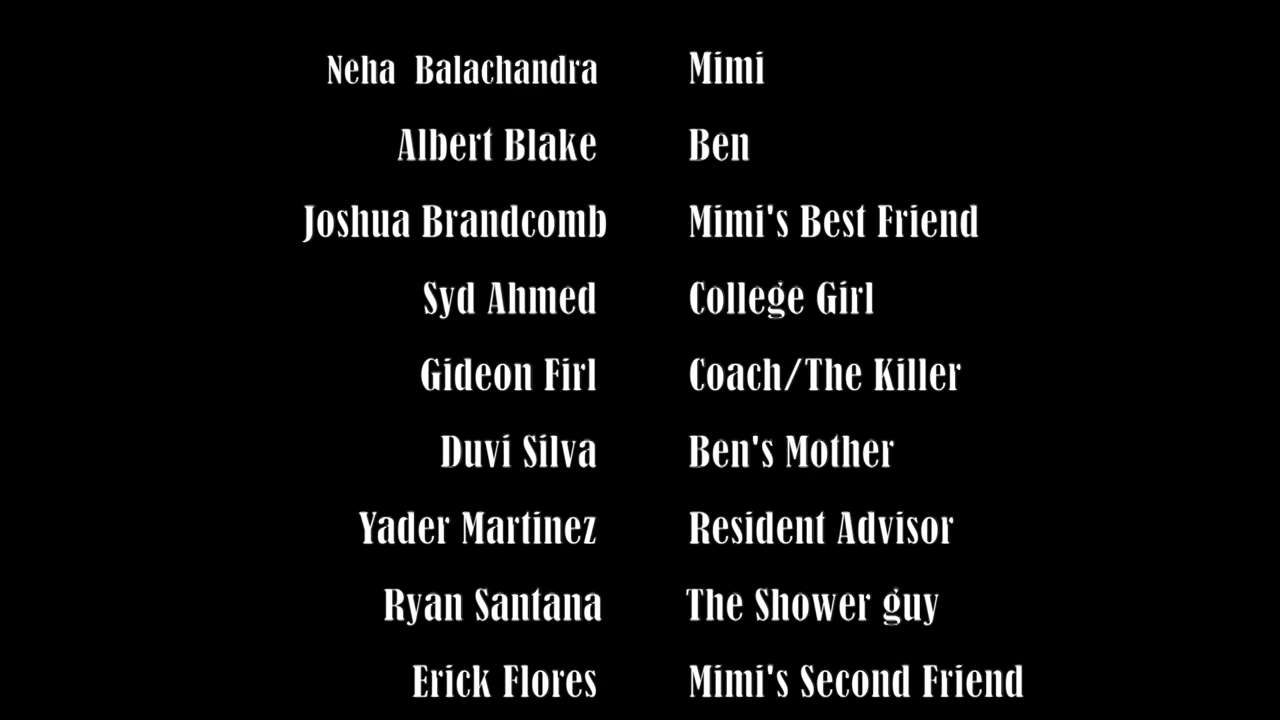 Neha Balachandra Mimi
Albert Blake Ben
Joshua Brandcomb Mimi's Best Friend
Syd Ahmed College Girl
Gideon Firl Coach/The Killer
Duvi Silva Ben's Mother
Yader Martinez Resident Advisor
Ryan Santana The Shower guy
Erick Flores Mimi's Second Friend